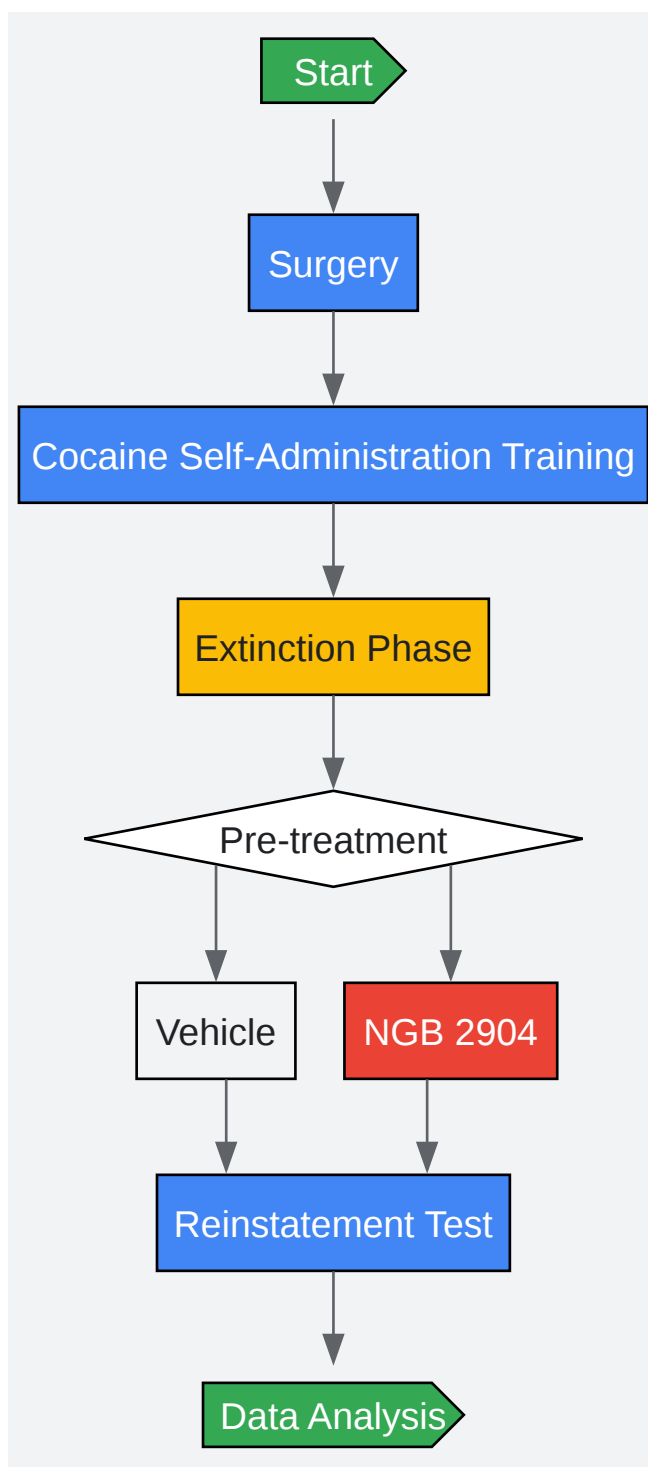 Start
Surgery
Cocaine Self-Administration Training
Extinction Phase
Pre-treatment
Vehicle
NGB 2904
Reinstatement Test
Data Analysis